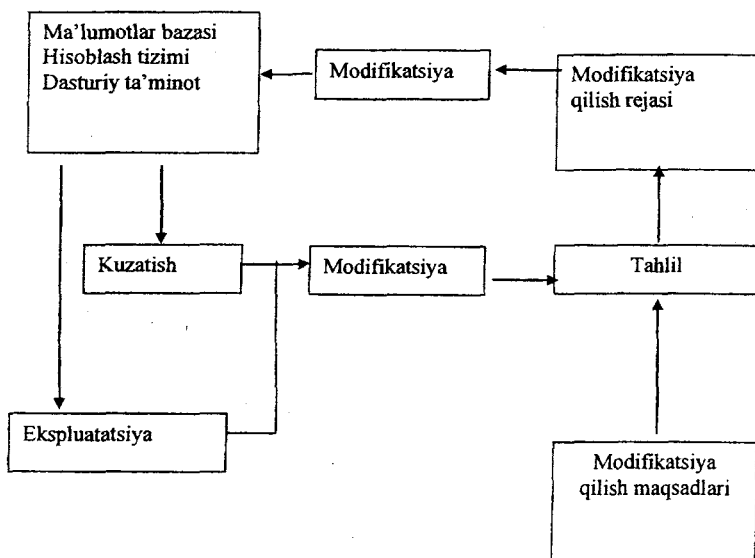 Ma’lumotlar bazasi
Hisoblash tizimi
Dasturiy ta’minot
Modifikatsiya
Modifikatsiya
qilish rejasi
Kuzatish
Modifikatsiya
Tahlil
Ekspluatatsiya
Modifikatsiya
qilish maqsadlari